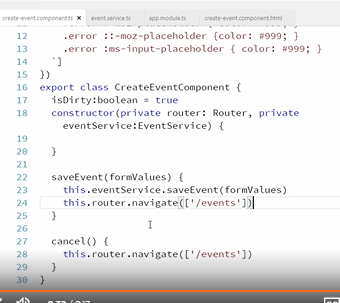 create-event.component.ts × event.service.ts app.module.ts create-event.component.html
12 .error ::-moz-placeholder {color: #999; }
13 .error :ms-input-placeholder { color: #999; }
14 `]
15 })
16 export class CreateEventComponent {
17 isDirty:boolean = true
18 constructor(private router: Router, private
eventService:EventService) {
19
20 }
21
22 saveEvent(formValues) {
23 this.eventService.saveEvent(formValues)
24 this.router.navigate(['/events'])
25 }
26
27 cancel() {
28 this.router.navigate(['/events'])
29 }
30 }